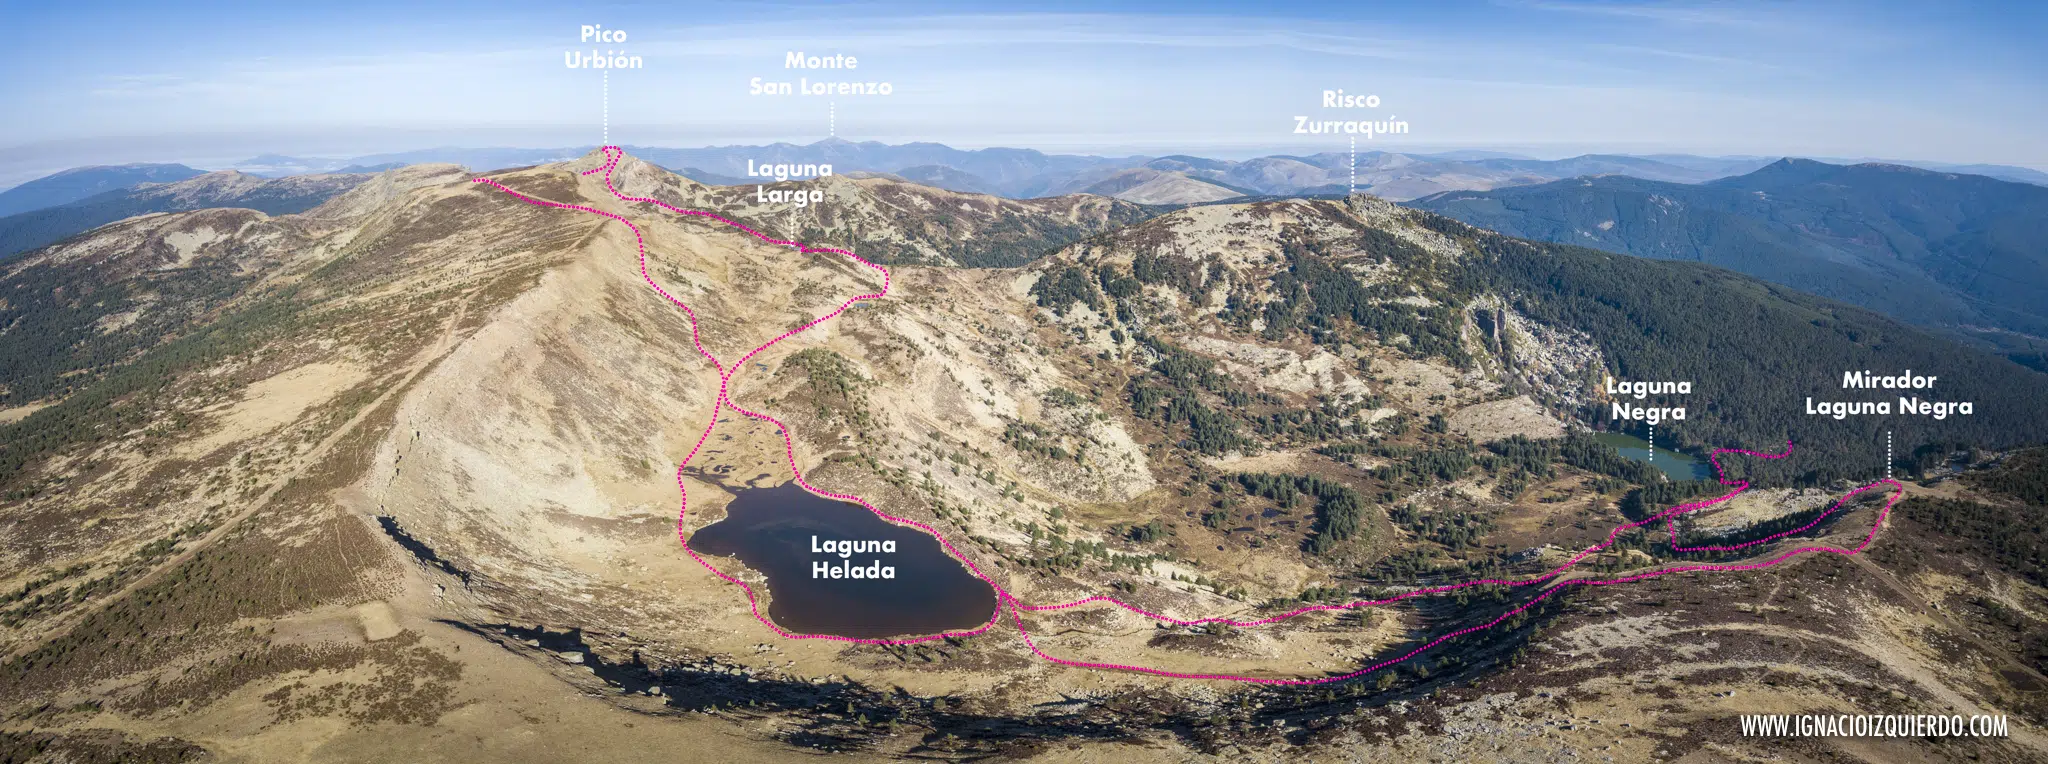 Pico
Urbión
Monte
San Lorenzo
Risco
Zurraquín
Laguna
Larga
Laguna
Negra
Mirador
Laguna Negra
Laguna
Helada
WWW.IGNACIOIZQUIERDO.COM